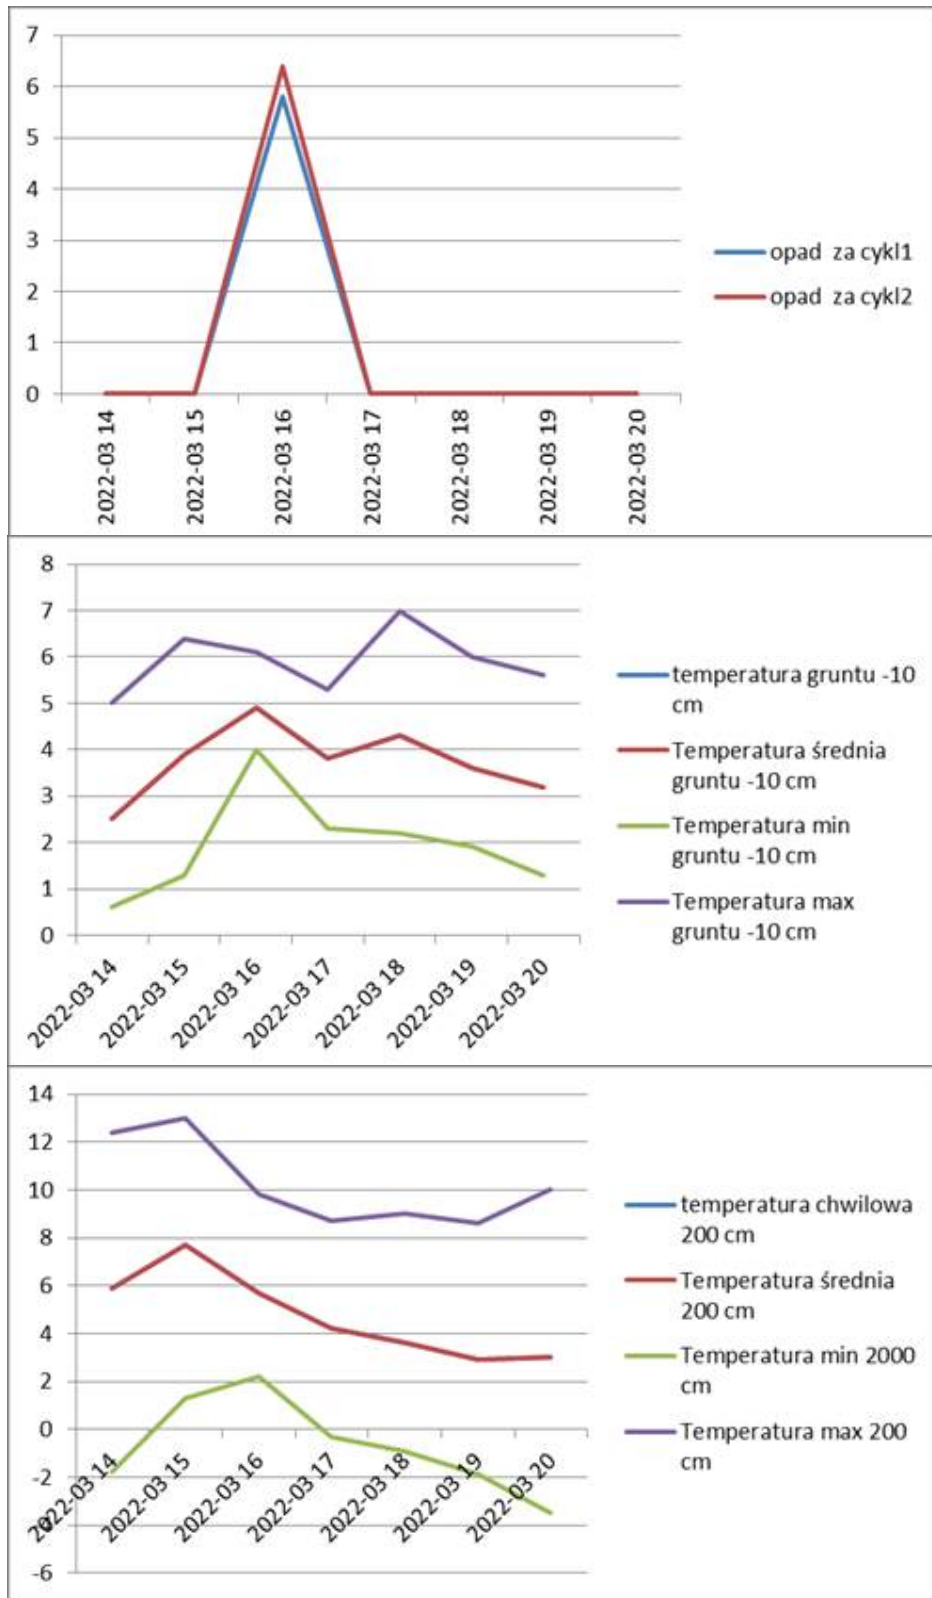 7
6
5
4
3
2
1
0
2022-03 14
2022-03 15
2022-03 16
2022-03 17
2022-03 18
2022-03 19
2022-03 20
opad za cykl1
opad za cykl2
8
7
6
5
4
3
2
1
0
2022-03 14
2022-03 15
2022-03 16
2022-03 17
2022-03 18
2022-03 19
2022-03 20
temperatura gruntu -10
cm
Temperatura średnia
gruntu -10 cm
Temperatura min
gruntu -10 cm
Temperatura max
gruntu -10 cm
14
12
10
8
6
4
2
0
-2
-4
-6
2022-03 14
2022-03 15
2022-03 16
2022-03 17
2022-03 18
2022-03 19
2022-03 20
temperatura chwilowa
200 cm
Temperatura średnia
200 cm
Temperatura min 2000
cm
Temperatura max 200
cm